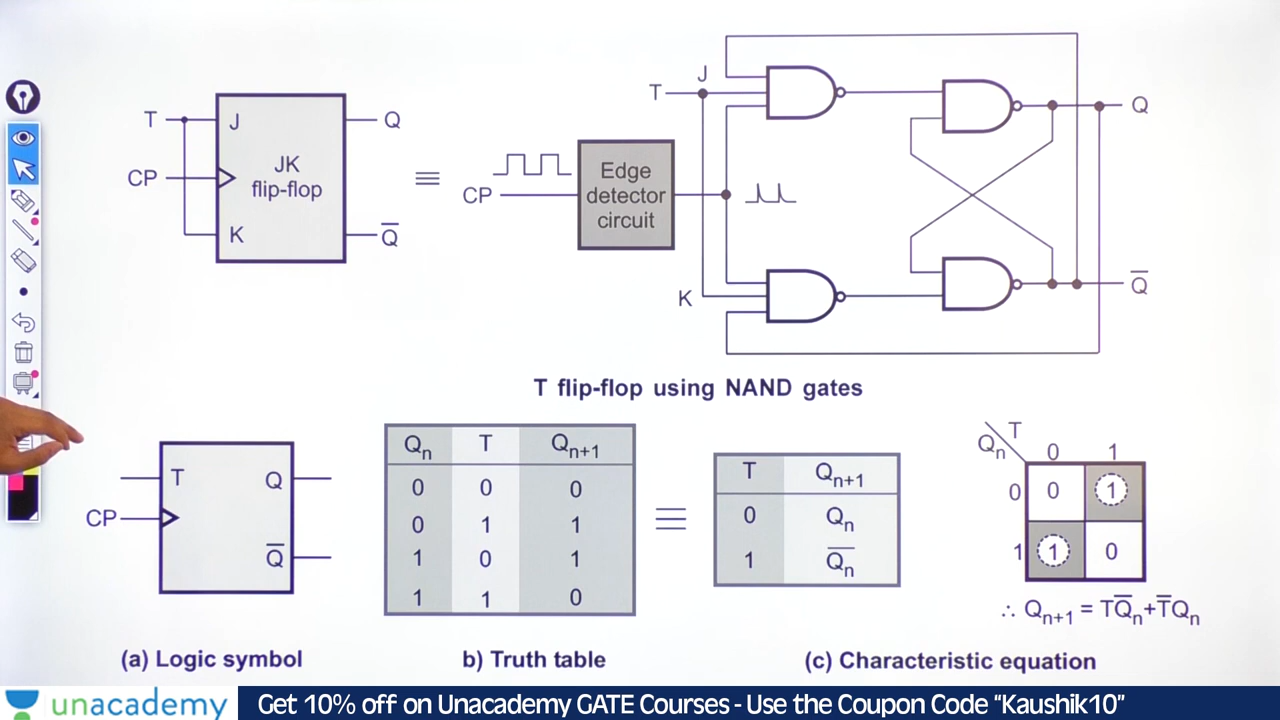 T
J
JK
flip-flop
K
CP
Q
Q̅
≡
T
J
CP
Edge
detector
circuit
K
Q
Q̅
T flip-flop using NAND gates
T
Q
CP
Q̅
Qn T Qn+1
0 0 0
0 1 1
1 0 1
1 1 0
≡
T Qn+1
0 Qn
1 Q̅n
T
Qn 0 1
0 0 1
1 1 0
∴ Qn+1 = TQ̅n+T̅Qn
(a) Logic symbol
b) Truth table
(c) Characteristic equation
unacademy
Get 10% off on Unacademy GATE Courses - Use the Coupon Code “Kaushik10”